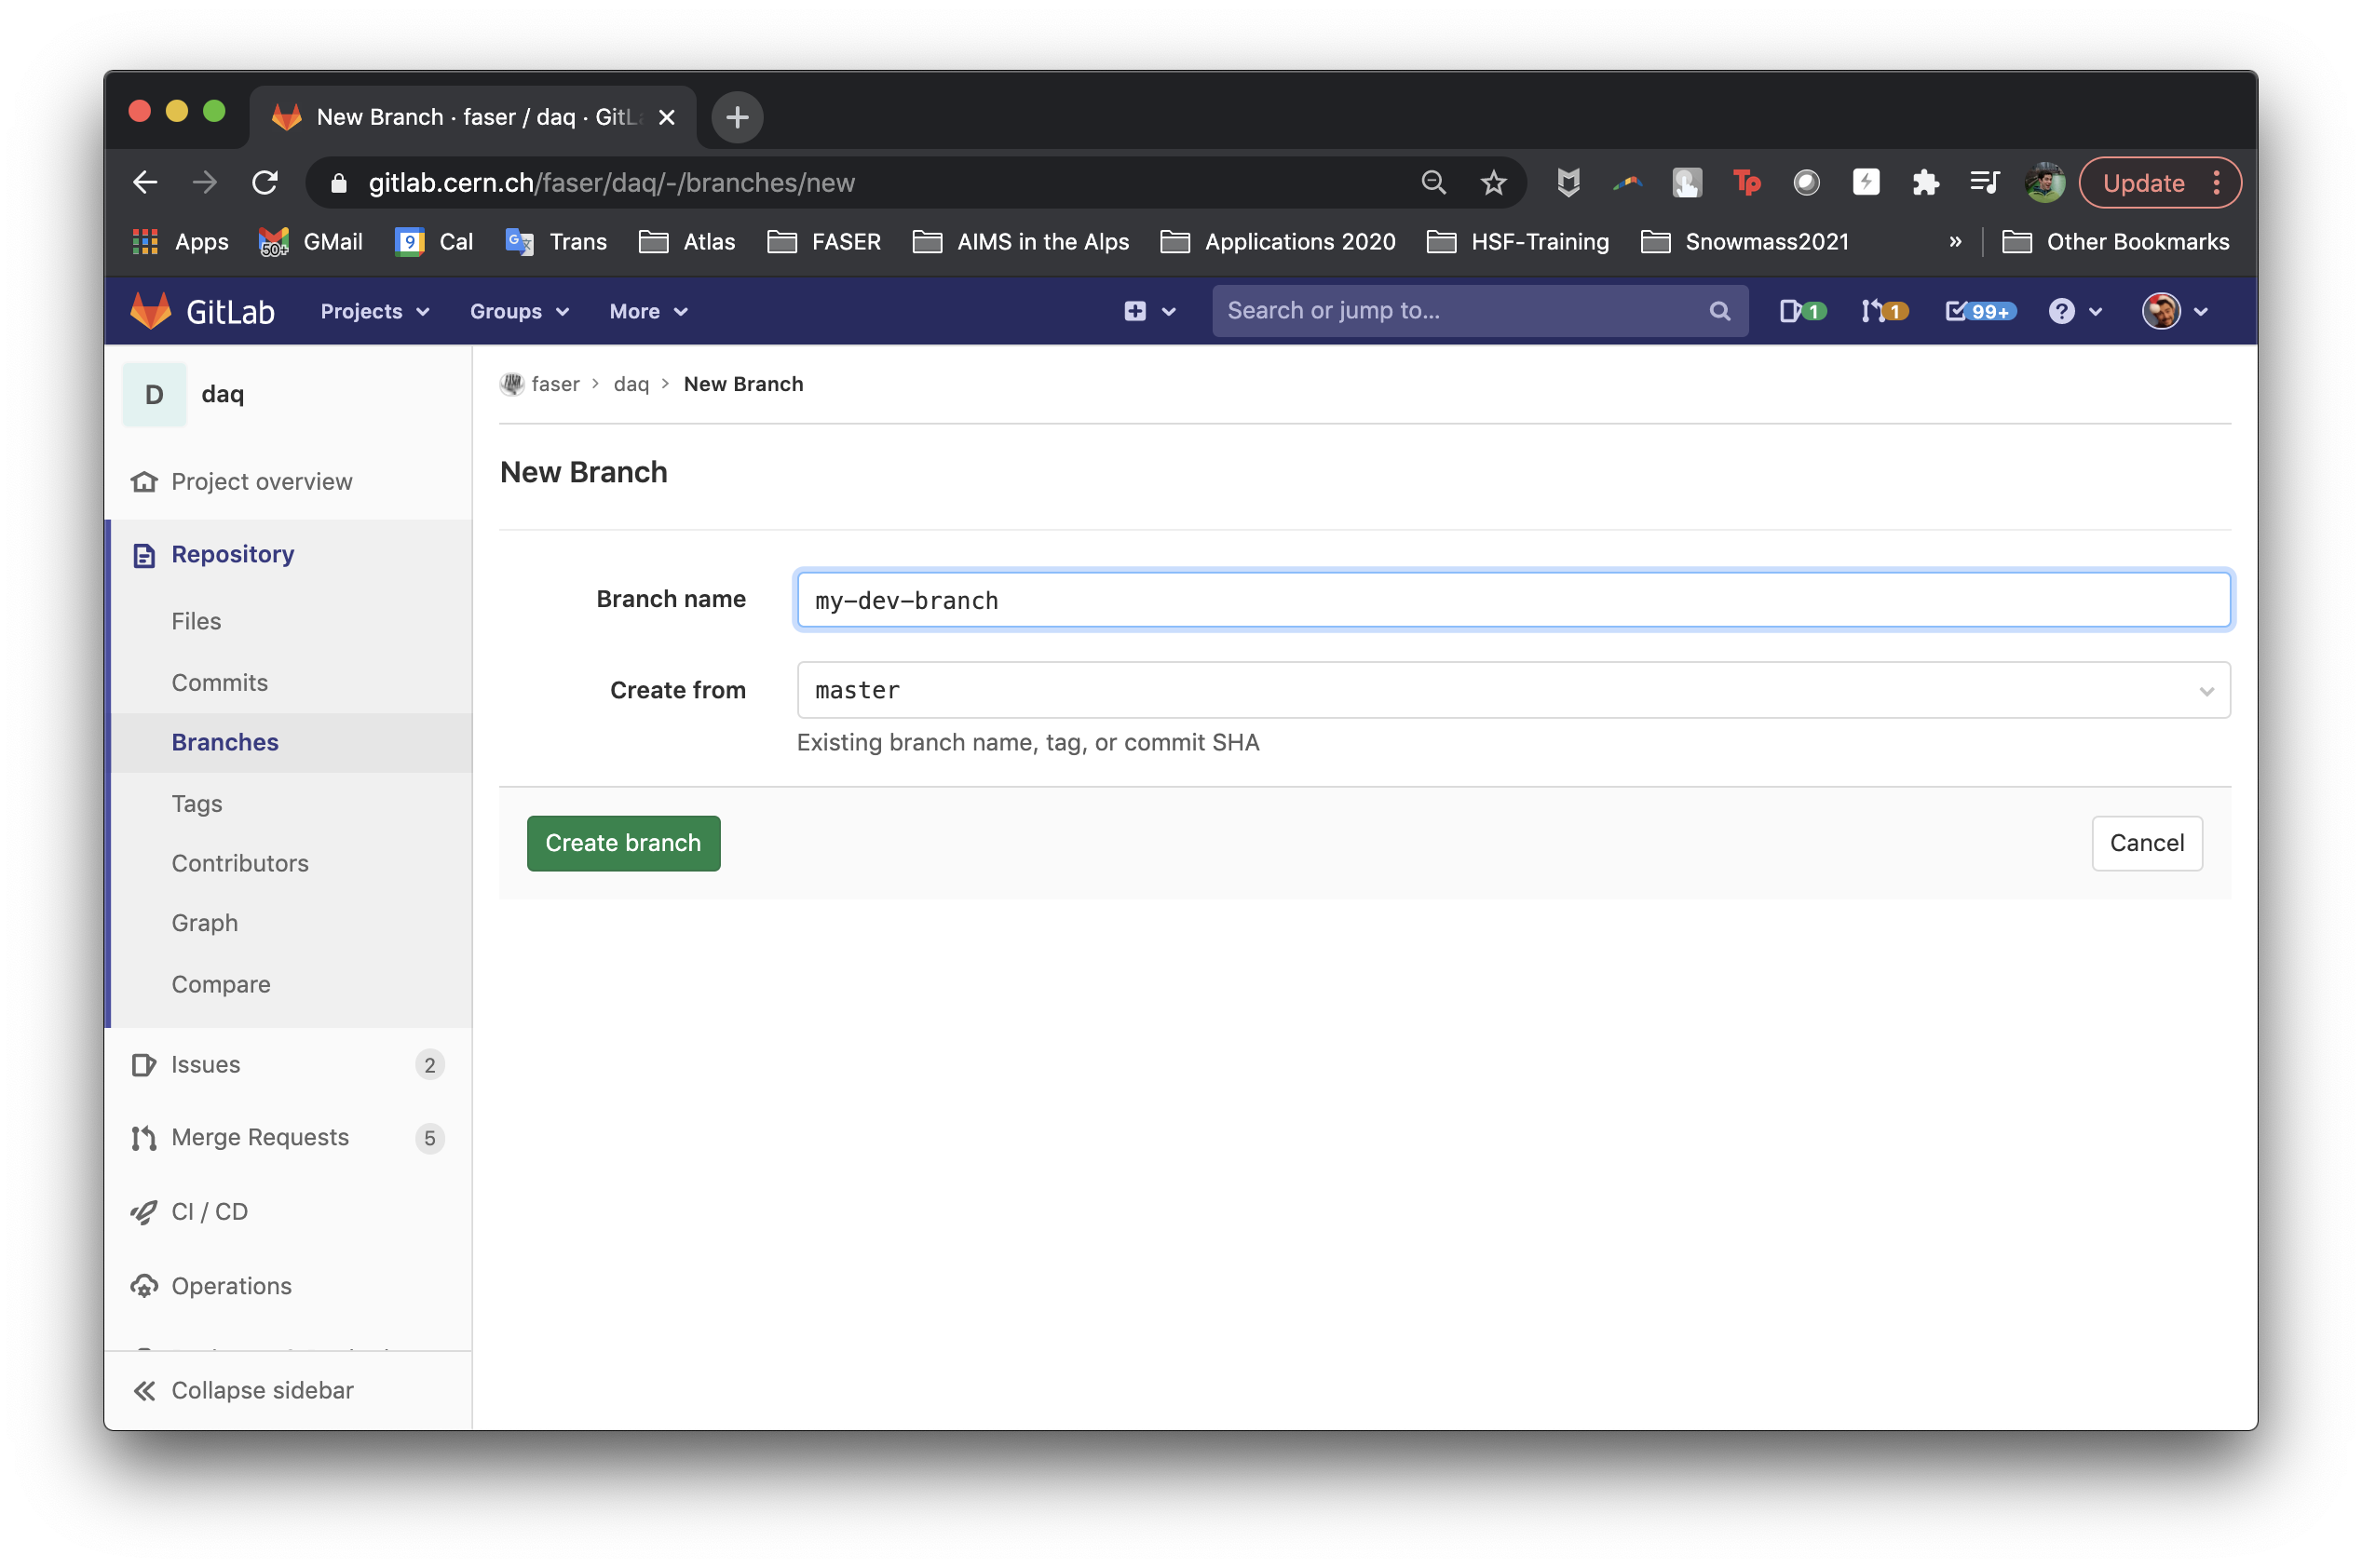 New Branch · faser / daq · GitL
gitlab.cern.ch/faser/daq/-/branches/new
Tp
Update
Apps
50+
GMail
9
Cal
G
Trans
Atlas
FASER
AIMS in the Alps
Applications 2020
HSF-Training
Snowmass2021
»
Other Bookmarks
GitLab
Projects
Groups
More
Search or jump to...
1
1
99+
?
D
daq
faser > daq > New Branch
Project overview
New Branch
Repository
Files
Commits
Branches
Tags
Contributors
Graph
Compare
Issues 2
Merge Requests 5
CI / CD
Operations
Collapse sidebar
Branch name
my-dev-branch
Create from
master
Existing branch name, tag, or commit SHA
Create branch
Cancel